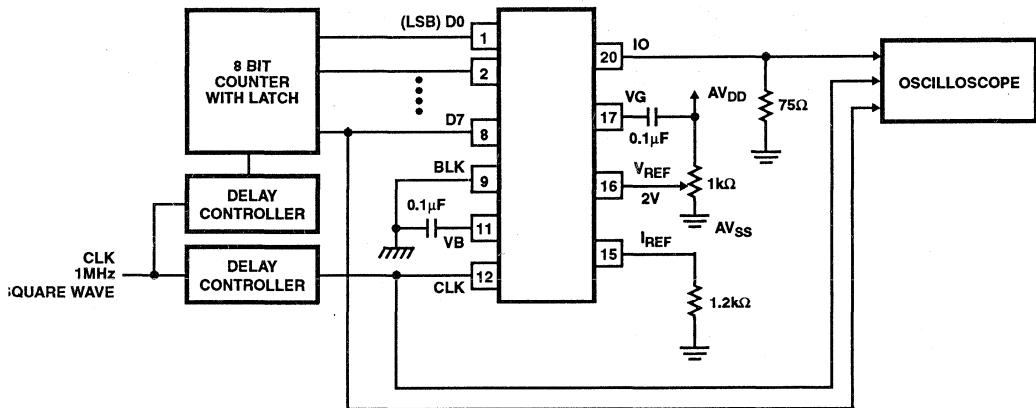 8 BIT
COUNTER
WITH LATCH
DELAY
CONTROLLER
DELAY
CONTROLLER
CLK
1MHz
SQUARE WAVE
(LSB) D0
D7
BLK
0.1μF
VB
CLK
1
2
8
9
11
12
20
17
16
15
IO
VG
0.1μF
AVDD
VREF
2V
1kΩ
AVSS
IREF
1.2kΩ
75Ω
OSCILLOSCOPE